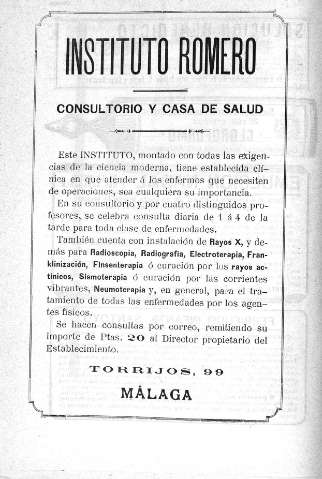 INSTITUTO ROMERO
CONSULTORIO Y CASA DE SALUD
Este INSTITUTO, montado con todas las exigen-
cias de la ciencia moderna, tiene establecida clí-
nica en que atender á los enfermos que necesiten
de operaciones, sea cualquiera su importancia.
En su consultorio y por cuatro distinguidos pro-
fesores, se celebra consulta diaria de 1 á 4 de la
tarde para toda clase de enfermedades.
También cuenta con instalación de Rayos X, y de-
más para Radioscopia, Radiografía, Electroterapia, Fran-
klinización, Finsenterapia ó curación por los rayos ac-
tínicos, Sismoterapia ó curación por las corrientes
vibrantes, Neumoterapia y, en general, para el tra-
tamiento de todas las enfermedades por los agen-
tes físicos.
Se hacen consultas por correo, remitiendo su
importe de Ptas. 20 al Director propietario del
Establecimiento.
TORRIJOS, 99
MÁLAGA